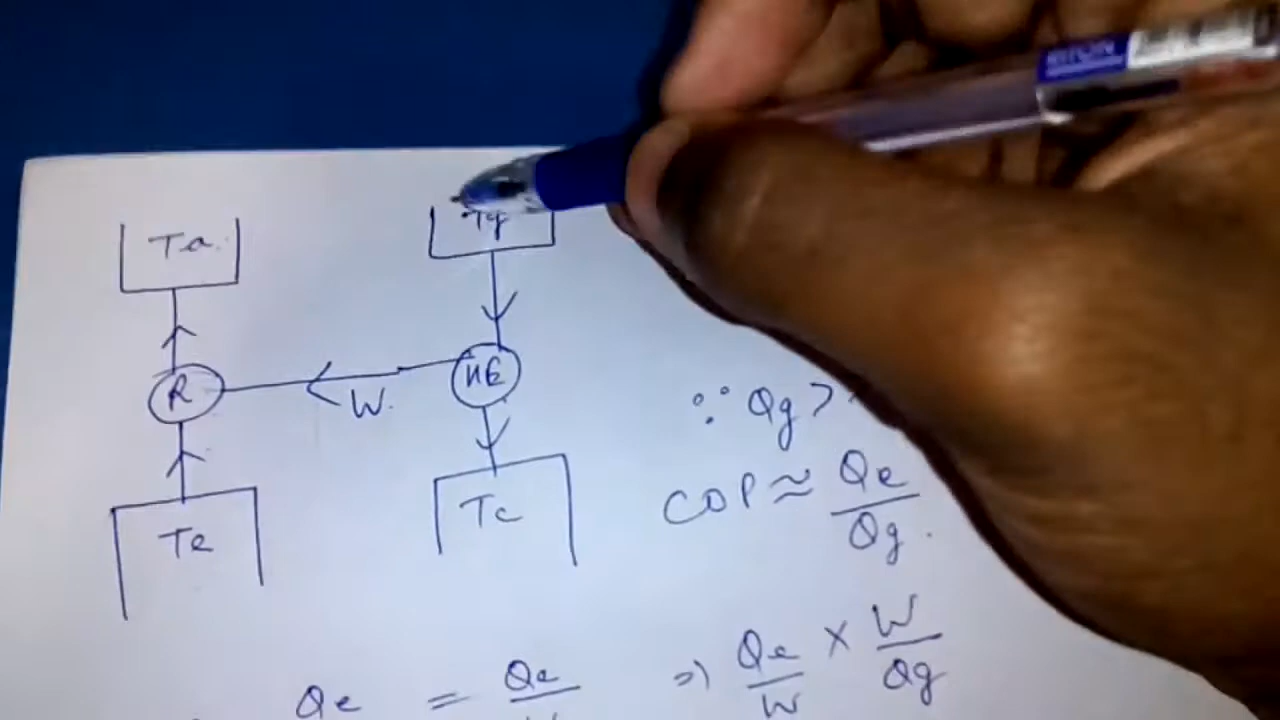 Ta Tg
R W. HE
∵ Qg >
Te Tc COP ≈ Qe/Qg.
Qe = Qe ⇒ Qe/W × W/Qg